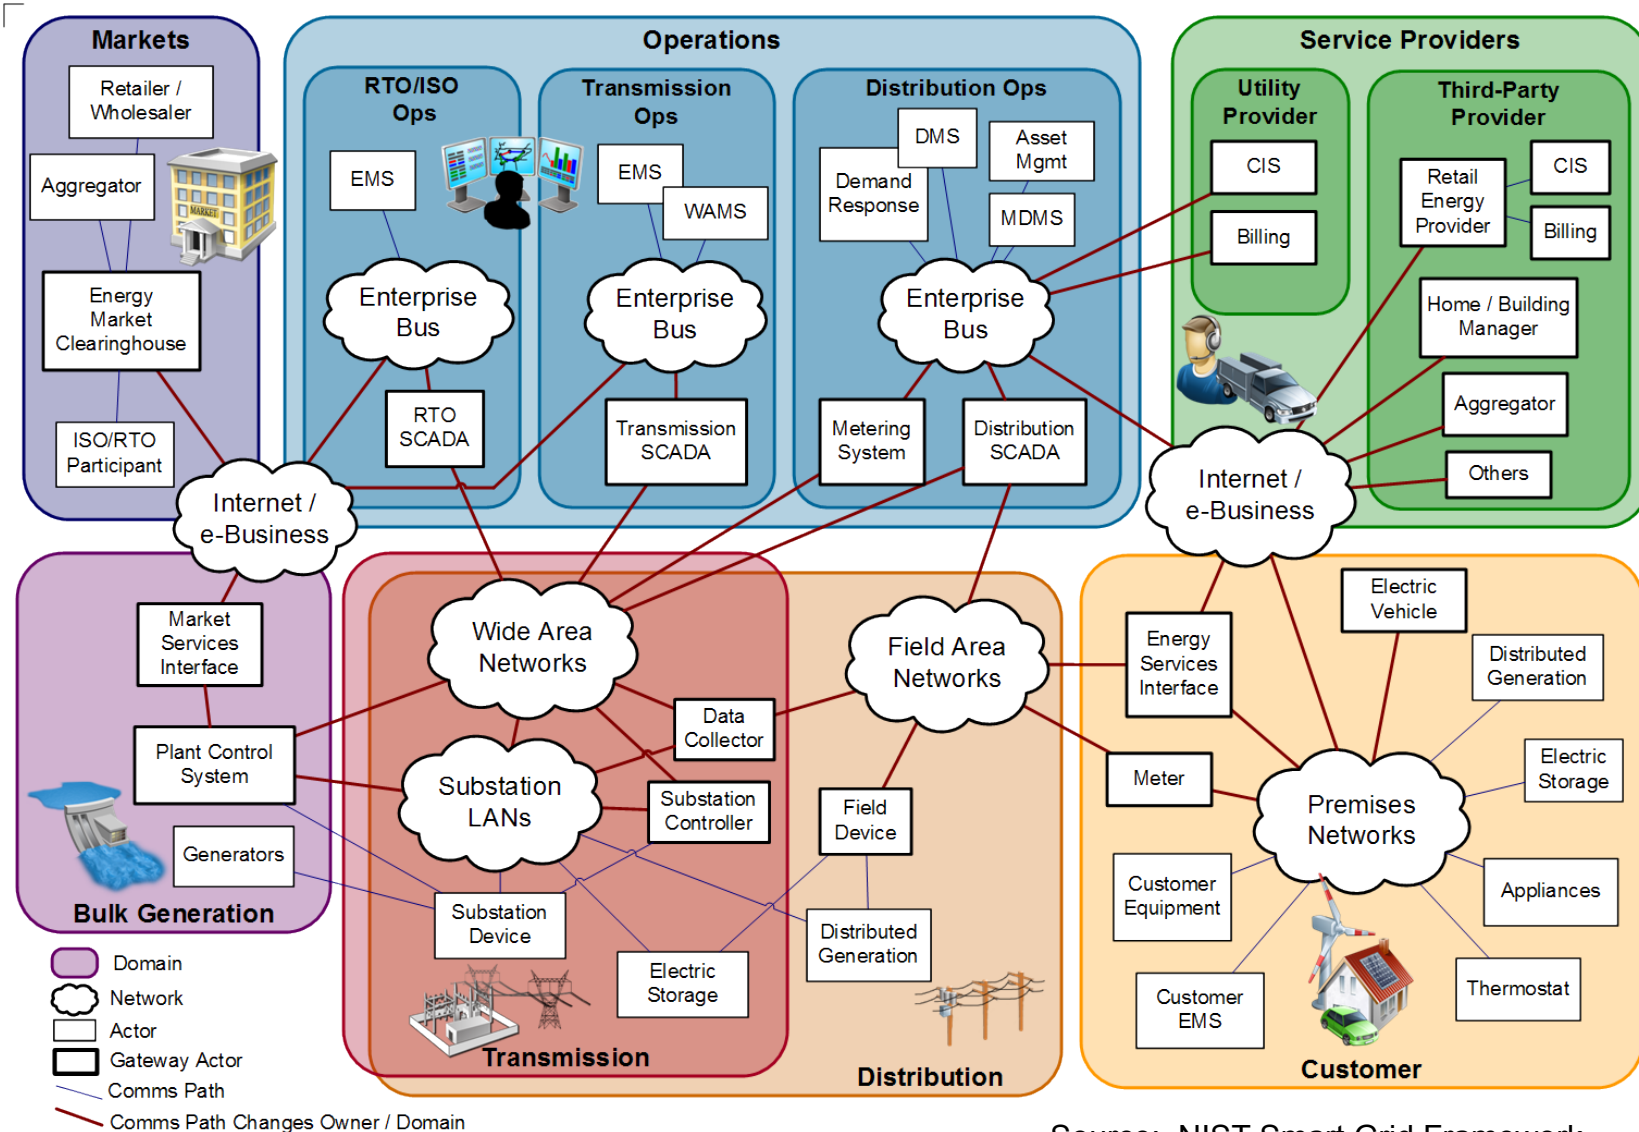 Markets
Retailer /
Wholesaler
Aggregator
MARKET
Energy
Market
Clearinghouse
ISO/RTO
Participant
Operations
RTO/ISO
Ops
EMS
Enterprise
Bus
RTO
SCADA
Transmission
Ops
EMS
WAMS
Enterprise
Bus
Transmission
SCADA
Distribution Ops
DMS
Asset
Mgmt
Demand
Response
MDMS
Enterprise
Bus
Metering
System
Distribution
SCADA
Service Providers
Utility
Provider
CIS
Billing
Third-Party
Provider
Retail
Energy
Provider
CIS
Billing
Home / Building
Manager
Aggregator
Others
Internet /
e-Business
Internet /
e-Business
Market
Services
Interface
Plant Control
System
Generators
Bulk Generation
Wide Area
Networks
Substation
LANs
Data
Collector
Substation
Controller
Substation
Device
Electric
Storage
Transmission
Field Area
Networks
Field
Device
Distributed
Generation
Distribution
Energy
Services
Interface
Meter
Electric
Vehicle
Distributed
Generation
Electric
Storage
Premises
Networks
Customer
Equipment
Appliances
Customer
EMS
Thermostat
Customer
Domain
Network
Actor
Gateway Actor
Comms Path
Comms Path Changes Owner / Domain
Source: NIST Smart Grid Framework